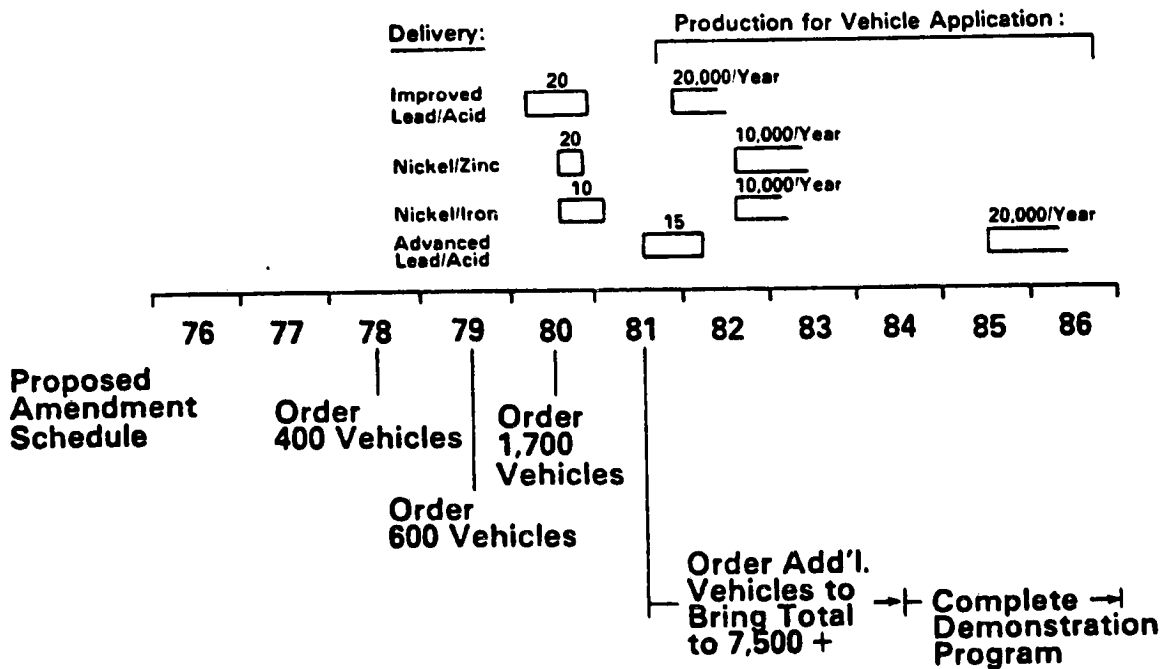 Delivery:
Production for Vehicle Application :
20
20,000/Year
Improved
Lead/Acid
20
10,000/Year
Nickel/Zinc
10
10,000/Year
Nickel/Iron
15
20,000/Year
Advanced
Lead/Acid
76 77 78 79 80 81 82 83 84 85 86
Proposed
Amendment
Schedule
Order
400 Vehicles
Order
1,700
Vehicles
Order
600 Vehicles
Order Add'l.
Vehicles to
Bring Total
to 7,500 +
Complete
Demonstration
Program